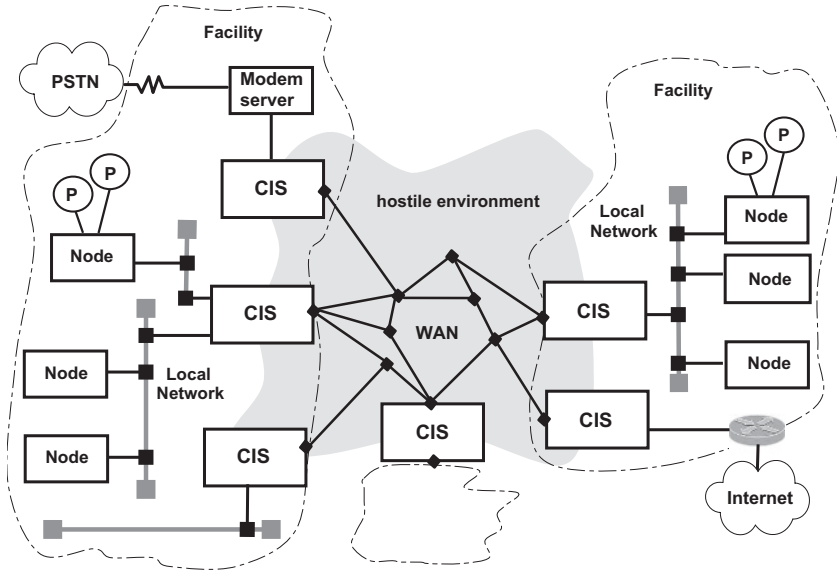 Facility
PSTN
Modem
server
CIS
P
P
Node
CIS
Node
Local
Network
Node
CIS
hostile environment
WAN
CIS
Facility
P
P
Local
Network
Node
Node
CIS
Node
CIS
Internet